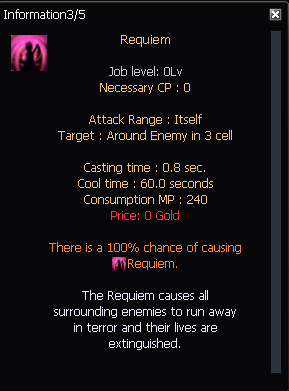 Information3/5
Requiem
Job level: 0Lv
Necessary CP : 0
Attack Range : Itself
Target : Around Enemy in 3 cell
Casting time : 0.8 sec.
Cool time : 60.0 seconds
Consumption MP : 240
Price: 0 Gold
There is a 100% chance of causing
Requiem.
The Requiem causes all
surrounding enemies to run away
in terror and their lives are
extinguished.